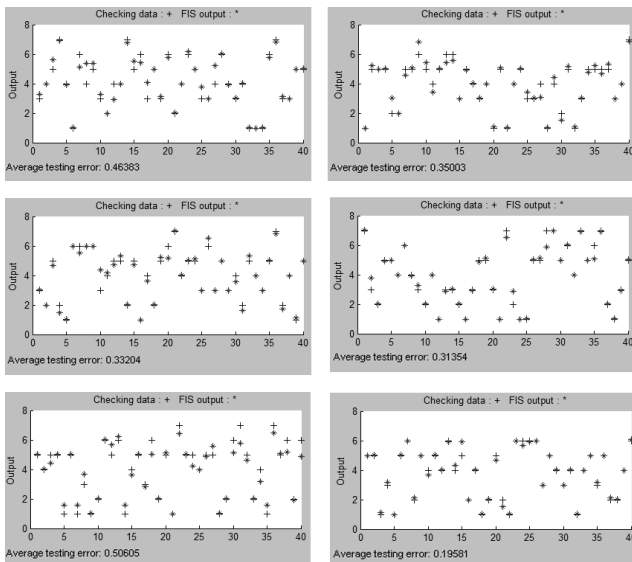 Checking data : + FIS output : *
Output
8
6
4
2
0
0 5 10 15 20 25 30 35 40
Average testing error: 0.46383
Checking data : + FIS output : *
Output
8
6
4
2
0
0 5 10 15 20 25 30 35 40
Average testing error: 0.35003
Checking data : + FIS output : *
Output
8
6
4
2
0
0 5 10 15 20 25 30 35 40
Average testing error: 0.33204
Checking data : + FIS output : *
Output
8
6
4
2
0
0 5 10 15 20 25 30 35 40
Average testing error: 0.31354
Checking data : + FIS output : *
Output
8
6
4
2
0
0 5 10 15 20 25 30 35 40
Average testing error: 0.50605
Checking data : + FIS output : *
Output
8
6
4
2
0
0 5 10 15 20 25 30 35 40
Average testing error: 0.19581